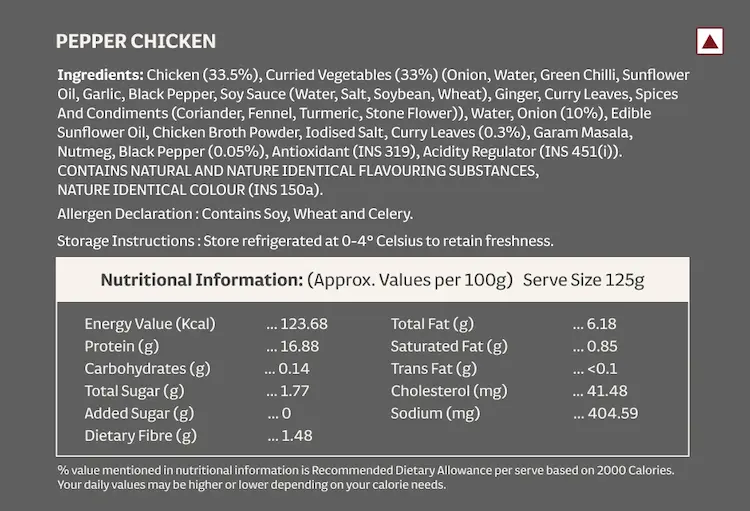 PEPPER CHICKEN
Ingredients: Chicken (33.5%), Curried Vegetables (33%) (Onion, Water, Green Chilli, Sunflower
Oil, Garlic, Black Pepper, Soy Sauce (Water, Salt, Soybean, Wheat), Ginger, Curry Leaves, Spices
And Condiments (Coriander, Fennel, Turmeric, Stone Flower)), Water, Onion (10%), Edible
Sunflower Oil, Chicken Broth Powder, Iodised Salt, Curry Leaves (0.3%), Garam Masala,
Nutmeg, Black Pepper (0.05%), Antioxidant (INS 319), Acidity Regulator (INS 451(i)).
CONTAINS NATURAL AND NATURE IDENTICAL FLAVOURING SUBSTANCES,
NATURE IDENTICAL COLOUR (INS 150a).
Allergen Declaration : Contains Soy, Wheat and Celery.
Storage Instructions : Store refrigerated at 0-4° Celsius to retain freshness.
Nutritional Information: (Approx. Values per 100g) Serve Size 125g
Energy Value (Kcal) ... 123.68 Total Fat (g) ... 6.18
Protein (g) ... 16.88 Saturated Fat (g) ... 0.85
Carbohydrates (g) ... 0.14 Trans Fat (g) ... <0.1
Total Sugar (g) ... 1.77 Cholesterol (mg) ... 41.48
Added Sugar (g) ... 0 Sodium (mg) ... 404.59
Dietary Fibre (g) ... 1.48
% value mentioned in nutritional information is Recommended Dietary Allowance per serve based on 2000 Calories.
Your daily values may be higher or lower depending on your calorie needs.